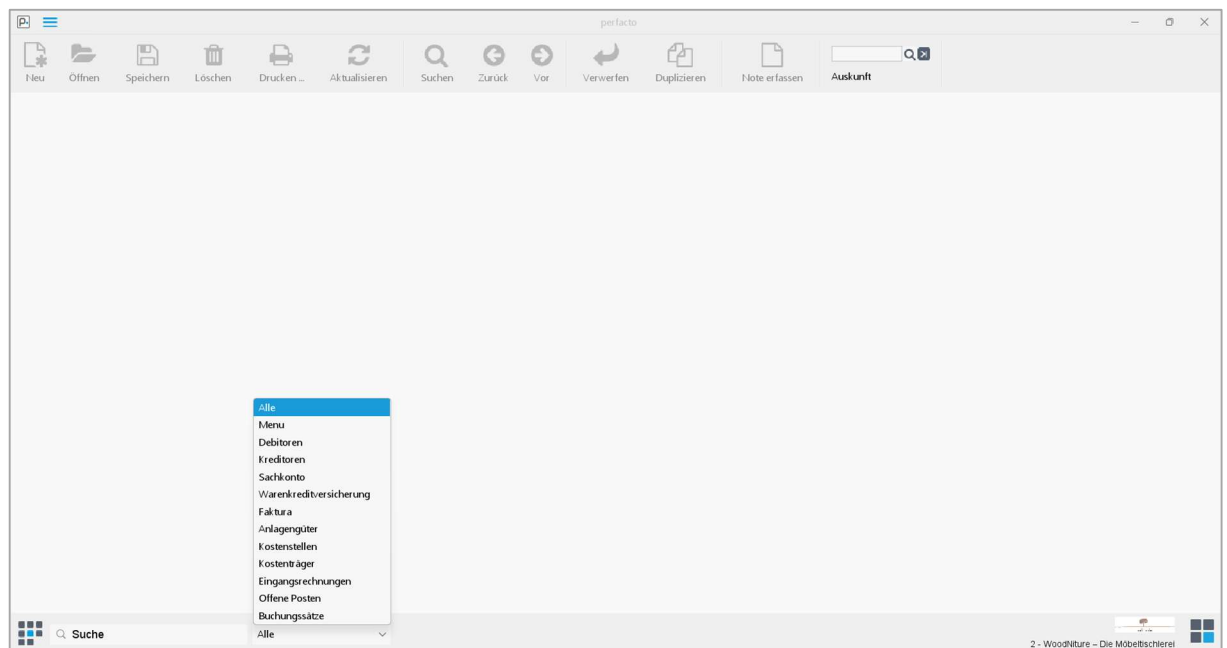 perfacto
Neu Öffnen Speichern Löschen Drucken ... Aktualisieren Suchen Zurück Vor Verwerfen Duplizieren Note erfassen Auskunft
Alle
Menu
Debitoren
Kreditoren
Sachkonto
Warenkreditversicherung
Faktura
Anlagengüter
Kostenstellen
Kostenträger
Eingangsrechnungen
Offene Posten
Buchungssätze
Suche Alle
2 - WoodNiture – Die Möbeltischlerei